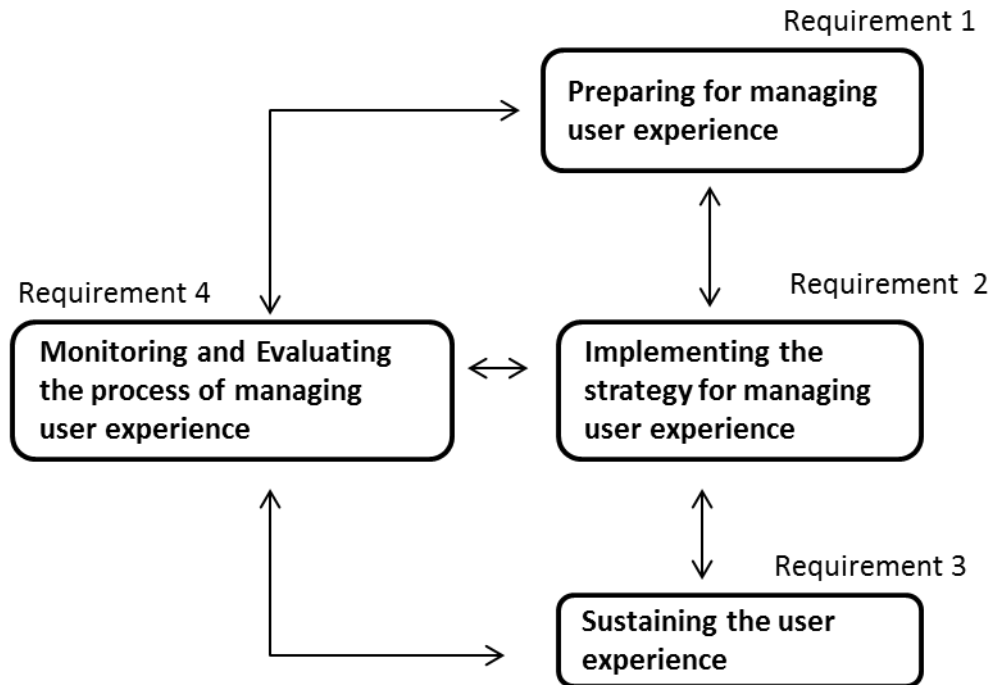 Requirement 1
Preparing for managing
user experience
Requirement 4
Monitoring and Evaluating
the process of managing
user experience
Requirement  2
Implementing the
strategy for managing
user experience
Requirement 3
Sustaining the user
experience